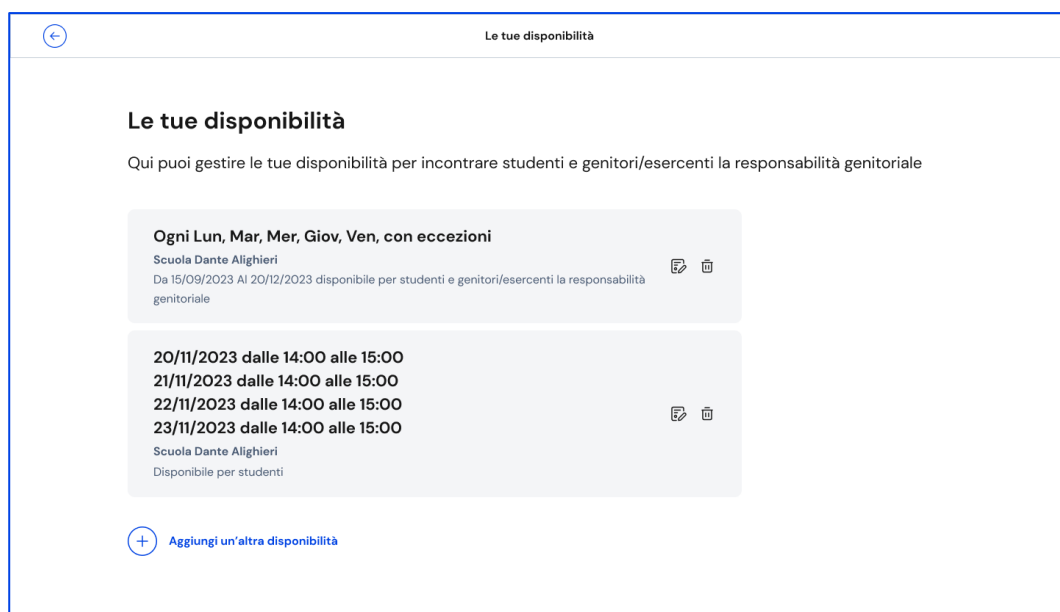 Le tue disponibilità
Le tue disponibilità
Qui puoi gestire le tue disponibilità per incontrare studenti e genitori/esercenti la responsabilità genitoriale
Ogni Lun, Mar, Mer, Giov, Ven, con eccezioni
Scuola Dante Alighieri
Da 15/09/2023 Al 20/12/2023 disponibile per studenti e genitori/esercenti la responsabilità
genitoriale
20/11/2023 dalle 14:00 alle 15:00
21/11/2023 dalle 14:00 alle 15:00
22/11/2023 dalle 14:00 alle 15:00
23/11/2023 dalle 14:00 alle 15:00
Scuola Dante Alighieri
Disponibile per studenti
Aggiungi un’altra disponibilità